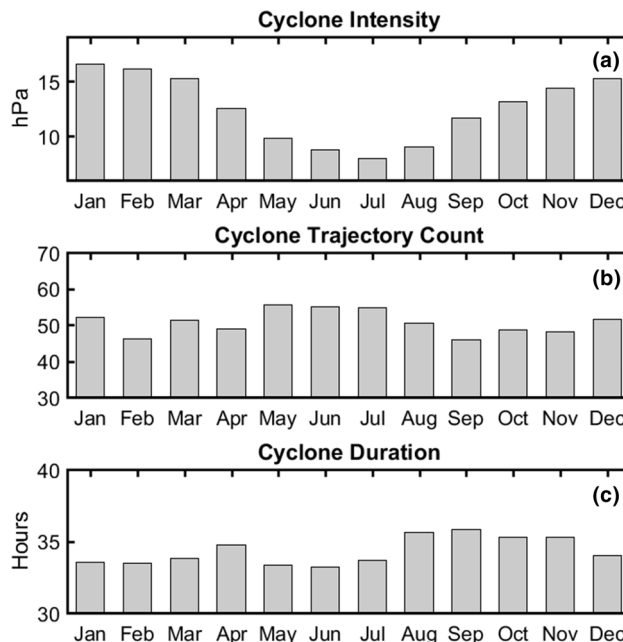 Cyclone Intensity
(a)
15
hPa
10
Jan Feb Mar Apr May Jun Jul Aug Sep Oct Nov Dec
Cyclone Trajectory Count
70
(b)
60
50
40
30
Jan Feb Mar Apr May Jun Jul Aug Sep Oct Nov Dec
Cyclone Duration
40
(c)
Hours
35
30
Jan Feb Mar Apr May Jun Jul Aug Sep Oct Nov Dec